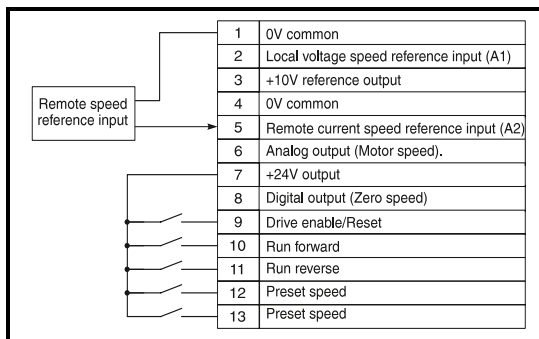 1 0V common
2 Local voltage speed reference input (A1)
3 +10V reference output
Remote speed
reference input
4 0V common
5 Remote current speed reference input (A2)
6 Analog output (Motor speed).
7 +24V output
8 Digital output (Zero speed)
9 Drive enable/Reset
10 Run forward
11 Run reverse
12 Preset speed
13 Preset speed